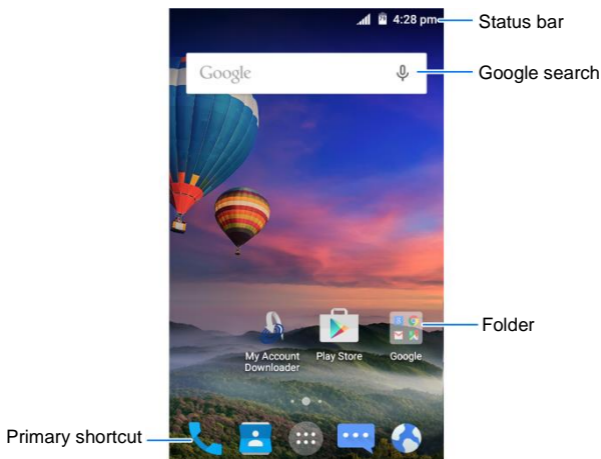 4:28 pm
Status bar
Google
Google search
Folder
My Account
Downloader
Play Store
Google
Primary shortcut